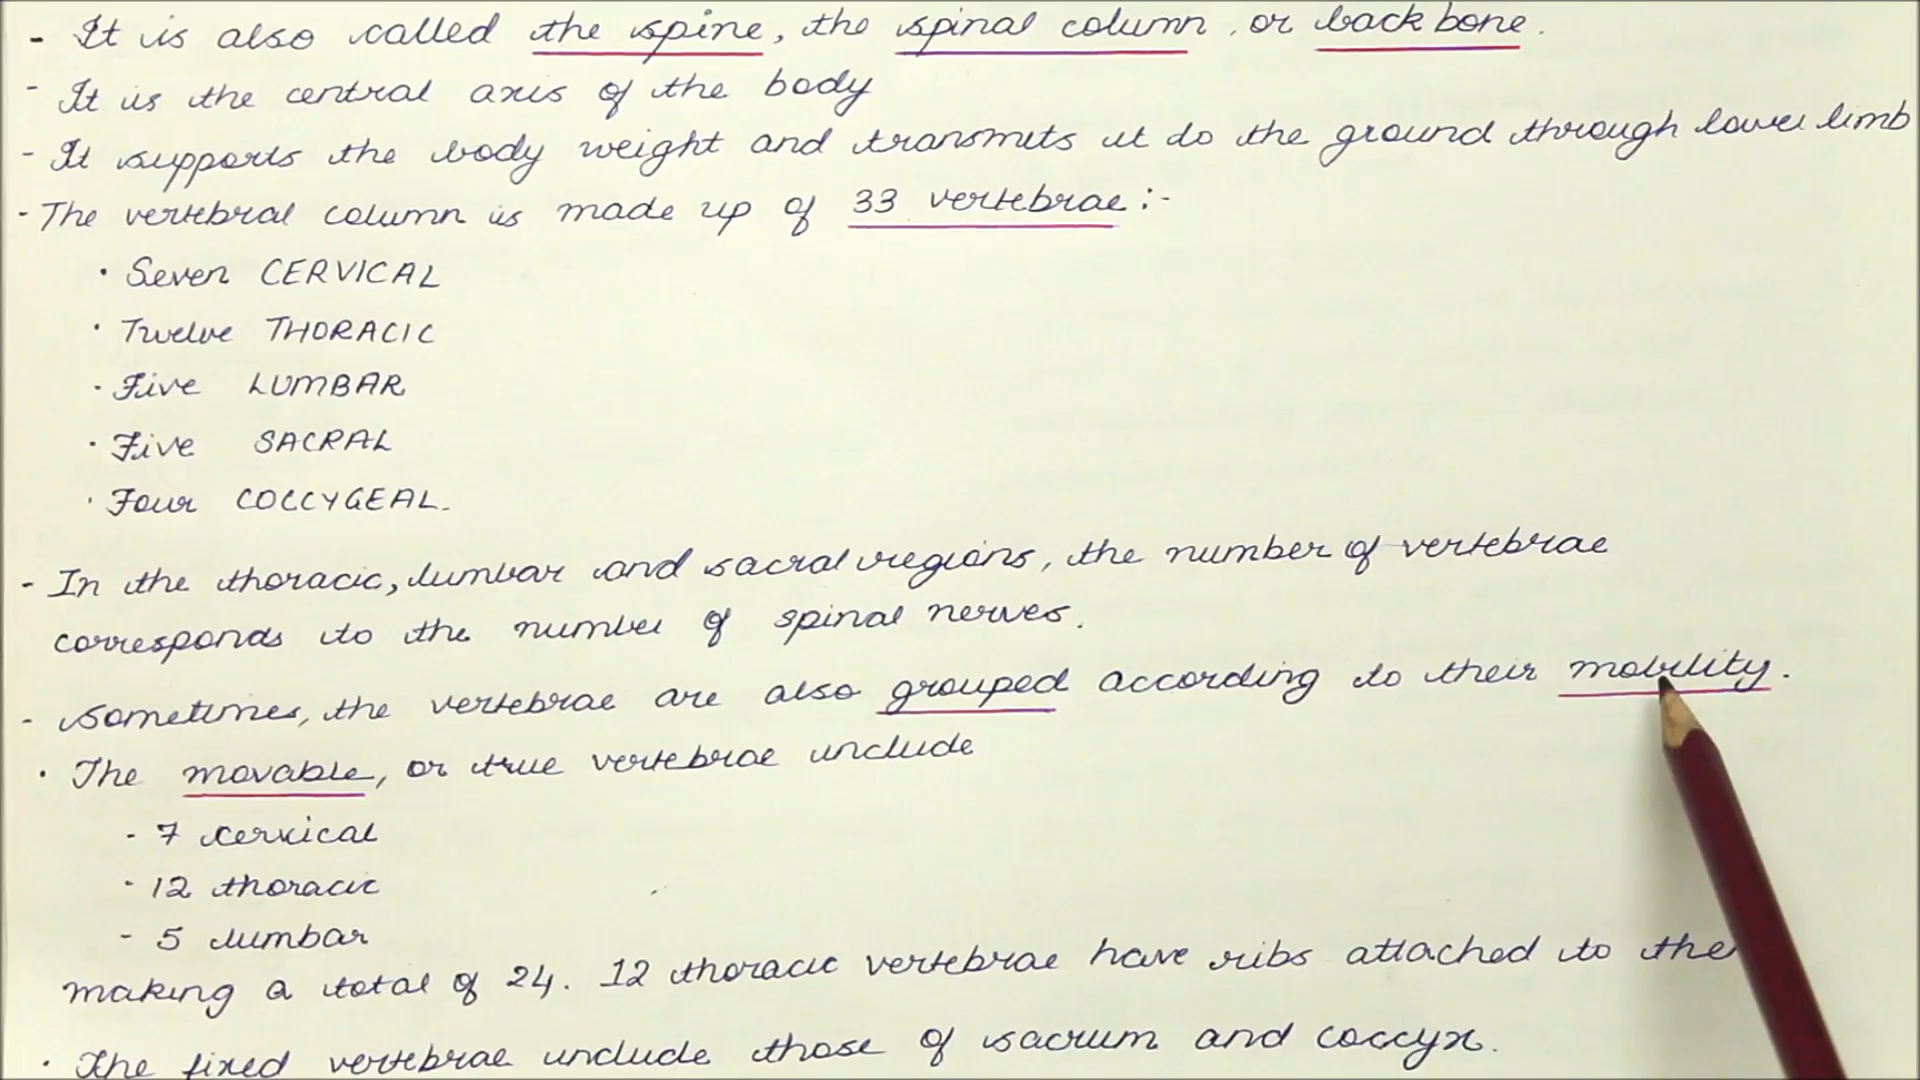 - It is also called the spine, the spinal column, or back bone.
- It is the central axis of the body
- It supports the body weight and transmits it to the ground through lower limb
- The vertebral column is made up of 33 vertebrae :-
· Seven CERVICAL
· Twelve THORACIC
· Five LUMBAR
· Five SACRAL
· Four COCCYGEAL.
- In the thoracic, lumbar and sacral regions, the number of vertebrae
corresponds to the number of spinal nerves.
- Sometimes, the vertebrae are also grouped according to their mobility.
· The movable, or true vertebrae include
- 7 cervical
- 12 thoracic
- 5 lumbar
making a total of 24. 12 thoracic vertebrae have ribs attached to the
· The fixed vertebrae include those of sacrum and coccyx.